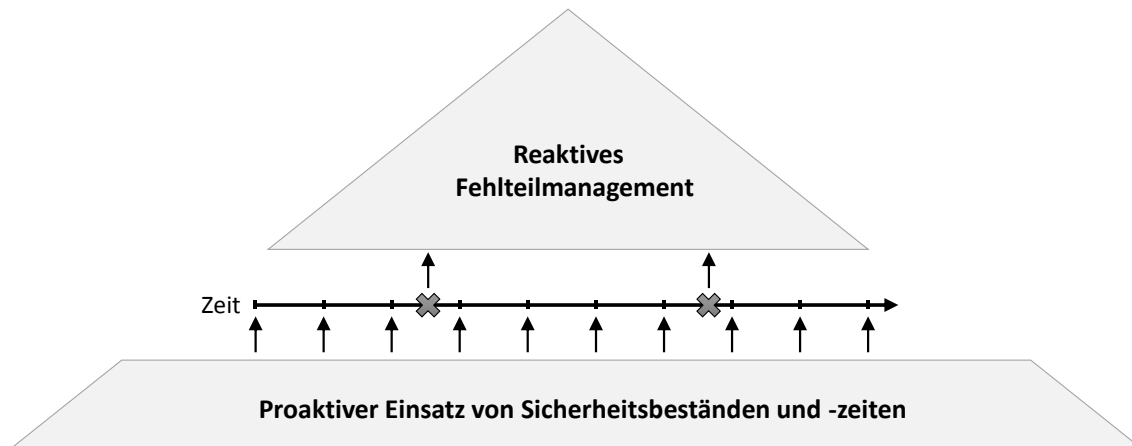 Reaktives
Fehlteilmanagement
Zeit
Proaktiver Einsatz von Sicherheitsbeständen und -zeiten